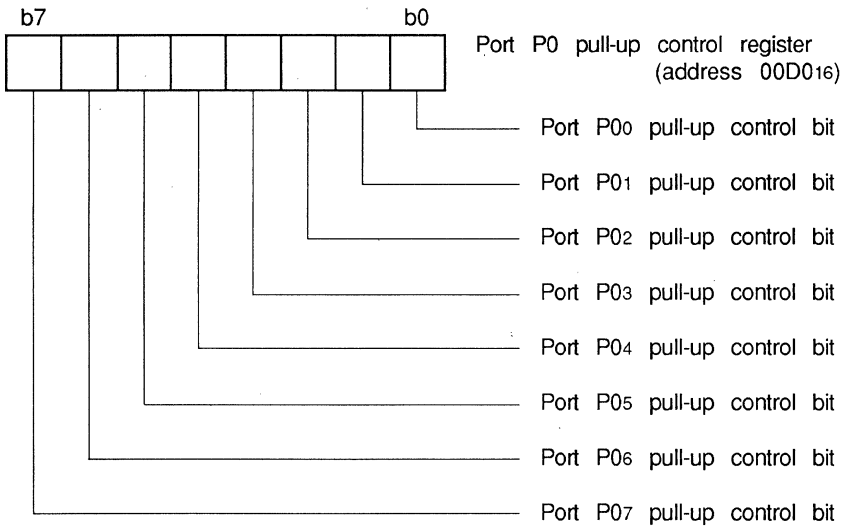 b7 b0
Port P0 pull-up control register
(address 00D016)
Port P00 pull-up control bit
Port P01 pull-up control bit
Port P02 pull-up control bit
Port P03 pull-up control bit
Port P04 pull-up control bit
Port P05 pull-up control bit
Port P06 pull-up control bit
Port P07 pull-up control bit